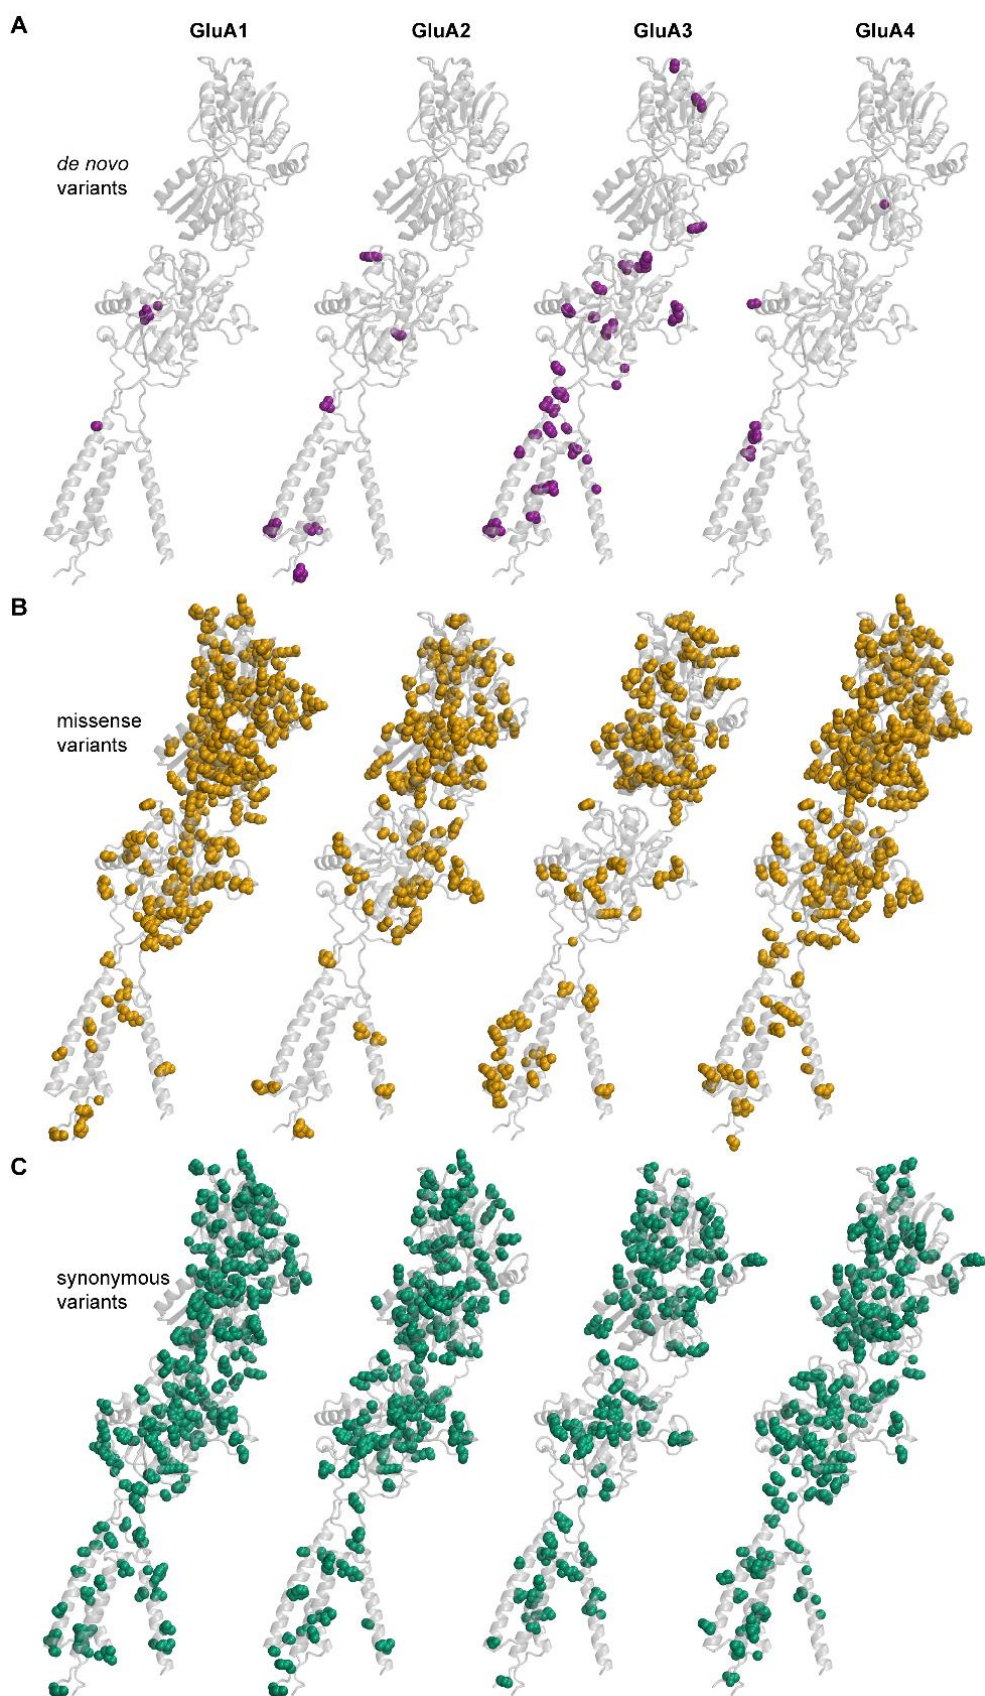 A
GluA1 GluA2 GluA3 GluA4
de novo
variants
B
missense
variants
C
synonymous
variants